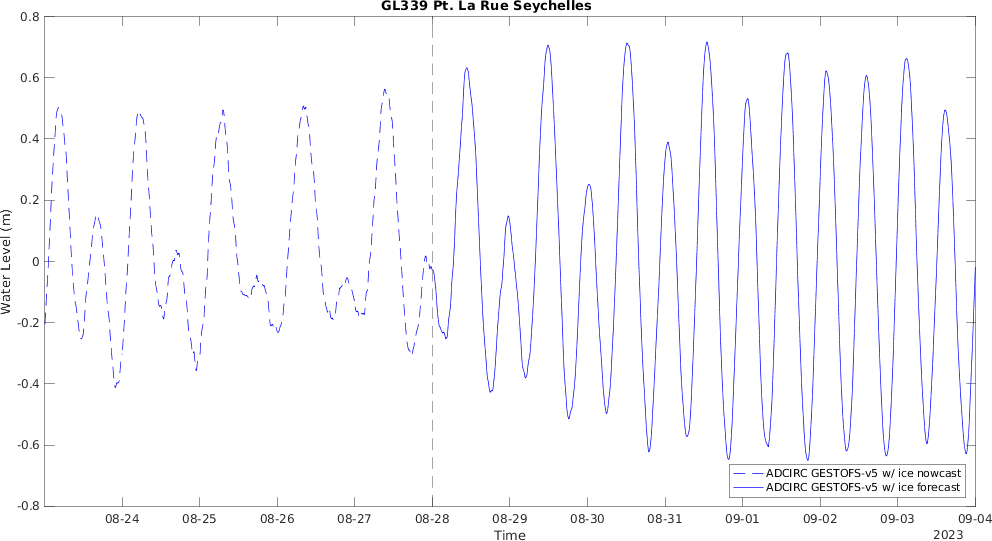 GL339 Pt. La Rue Seychelles
0.8
0.6
0.4
0.2
0
-0.2
-0.4
-0.6
-0.8
Water Level (m)
ADCIRC GESTOFS-v5 w/ ice nowcast
ADCIRC GESTOFS-v5 w/ ice forecast
08-24 08-25 08-26 08-27 08-28 08-29 08-30 08-31 09-01 09-02 09-03 09-04
Time
2023